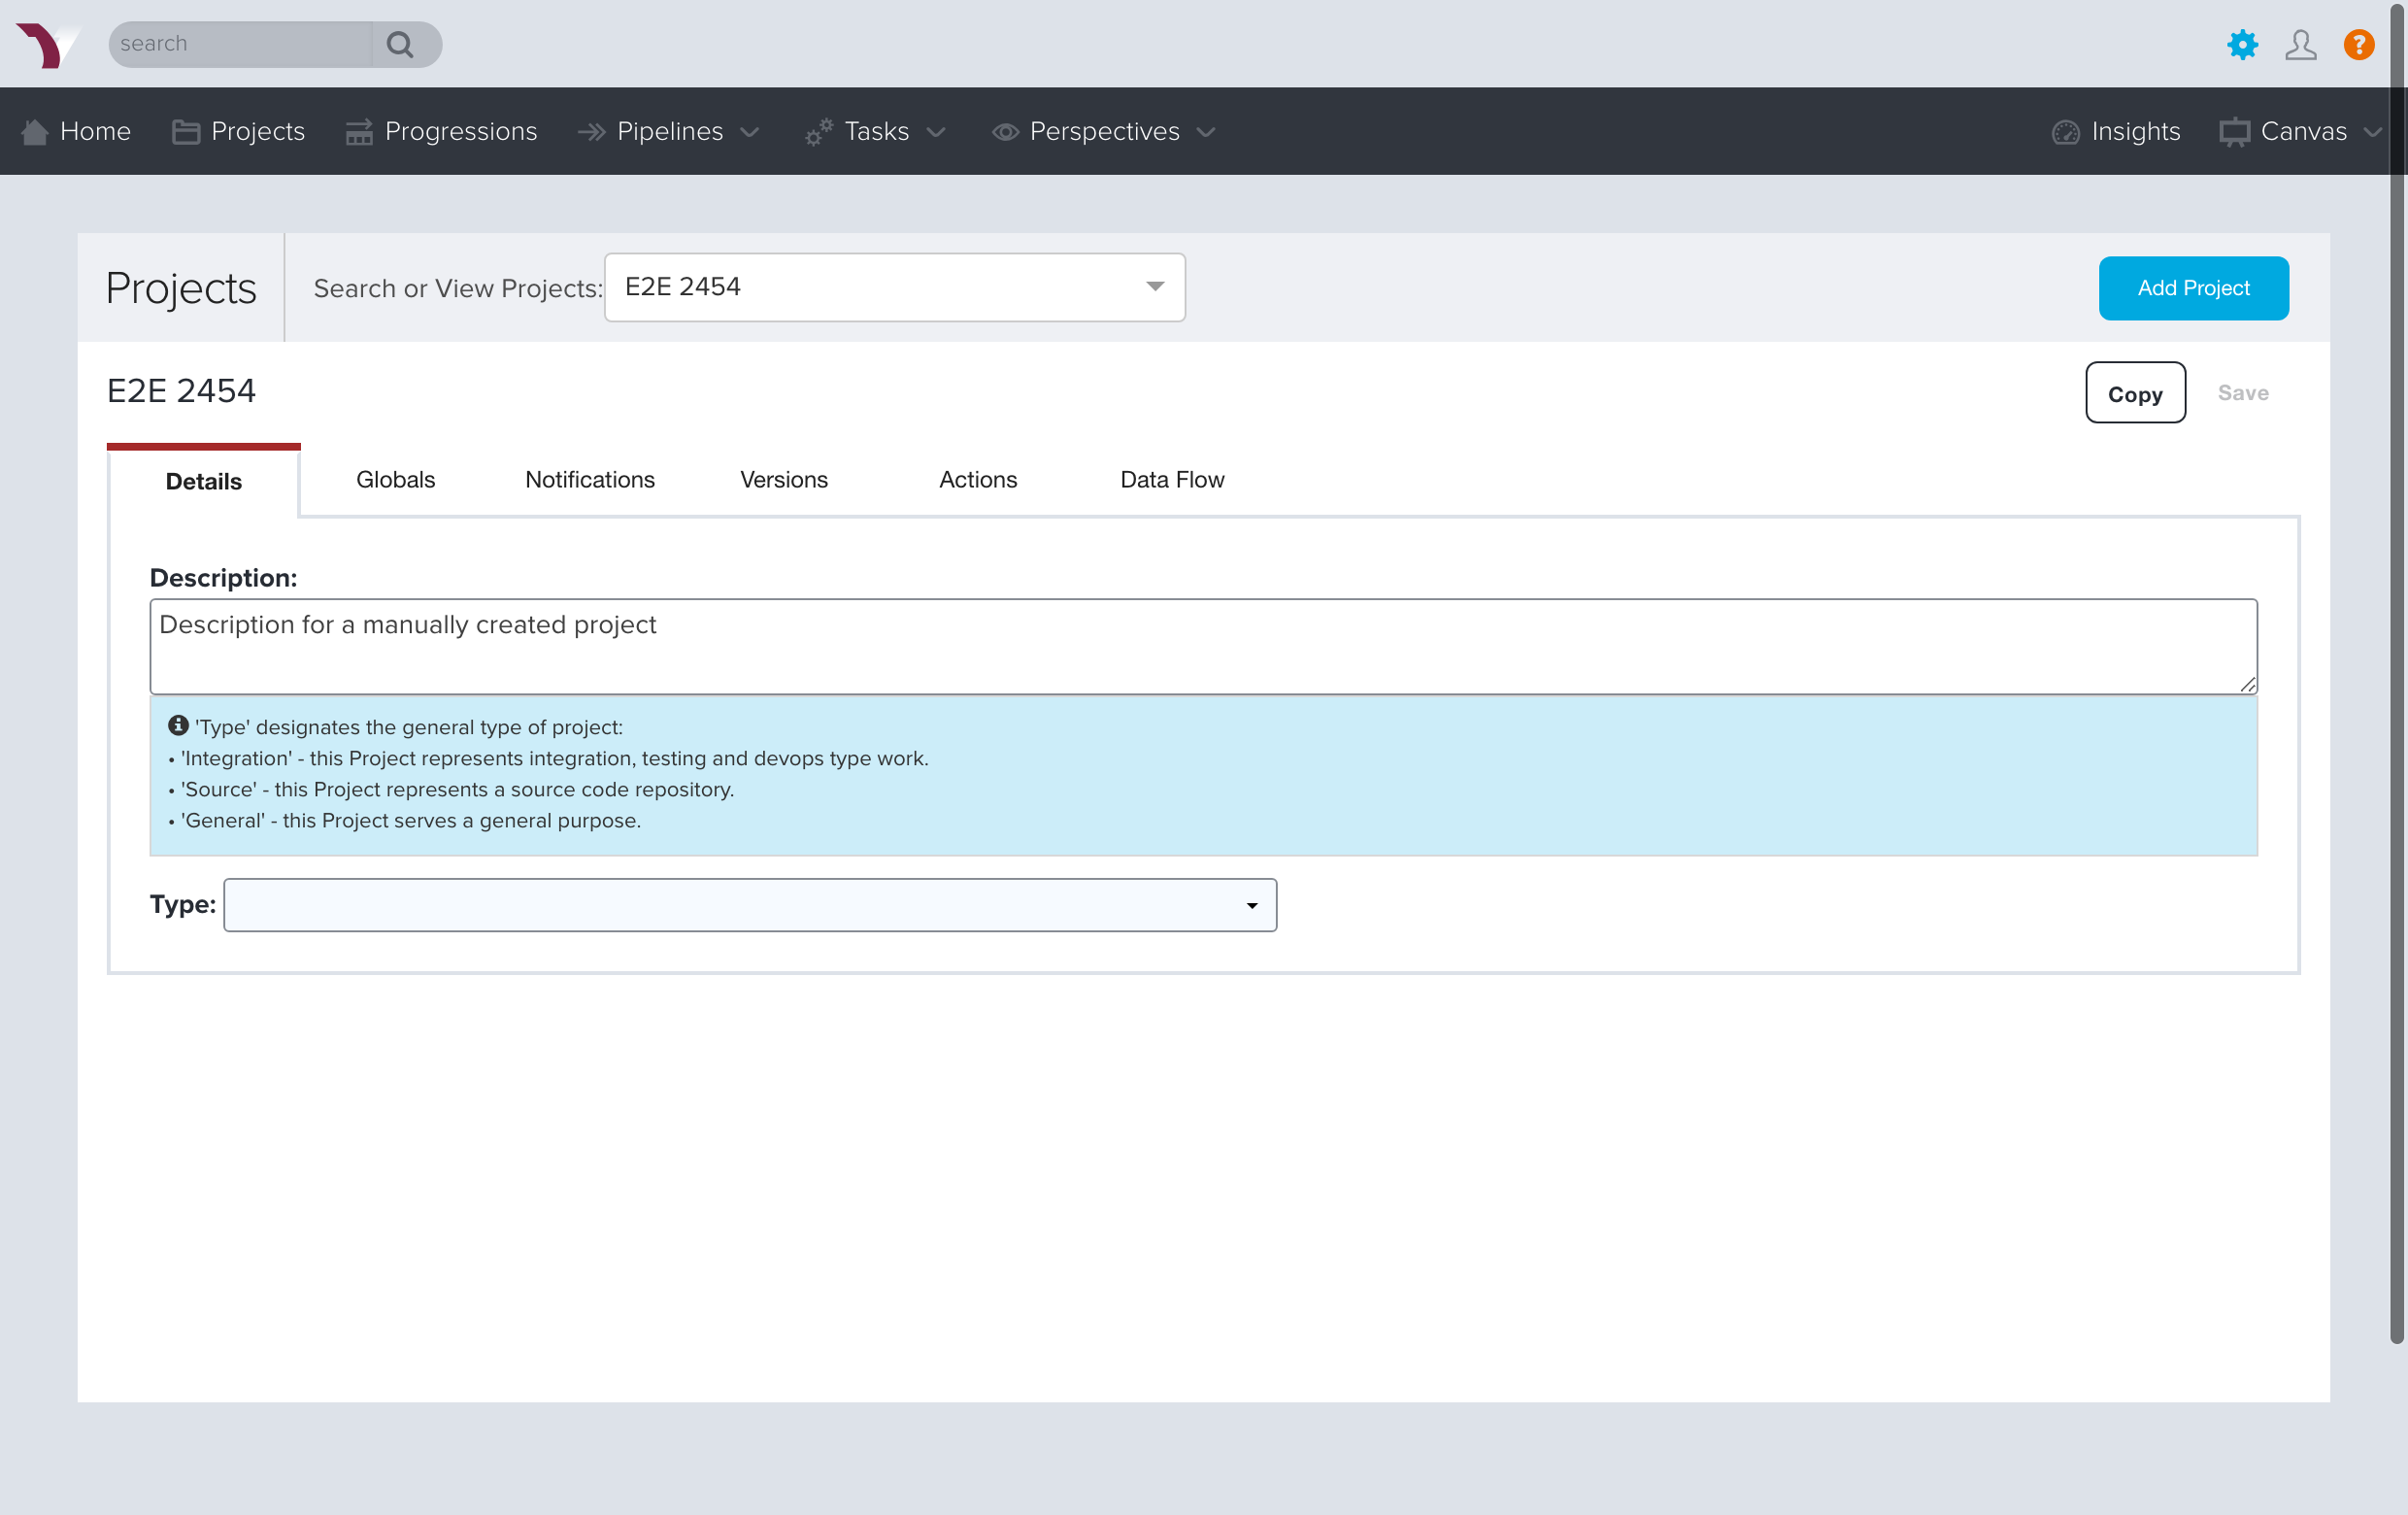 search
?
Home
Projects
Progressions
Pipelines
Tasks
Perspectives
Insights
Canvas
Projects
Search or View Projects:
E2E 2454
Add Project
E2E 2454
Copy
Save
Details
Globals
Notifications
Versions
Actions
Data Flow
Description:
Description for a manually created project
'Type' designates the general type of project:
• 'Integration' - this Project represents integration, testing and devops type work.
• 'Source' - this Project represents a source code repository.
• 'General' - this Project serves a general purpose.
Type: